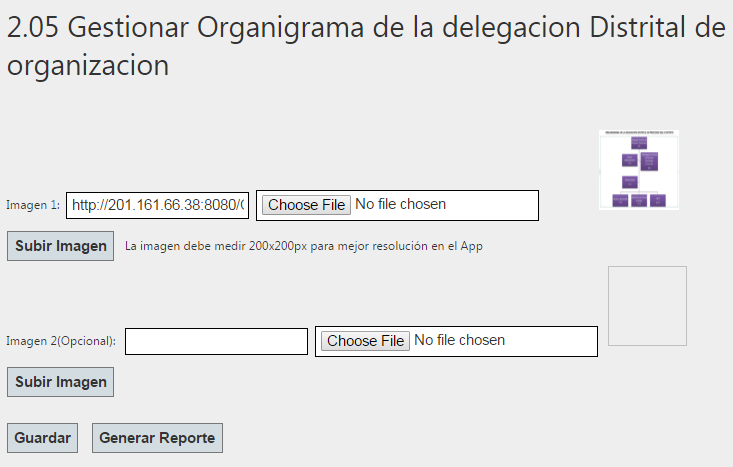 2.05 Gestionar Organigrama de la delegacion Distrital de
organizacion
Imagen 1: http://201.161.66.38:8080/ Choose File No file chosen
Subir Imagen La imagen debe medir 200x200px para mejor resolución en el App
Imagen 2(Opcional): Choose File No file chosen
Subir Imagen
Guardar Generar Reporte